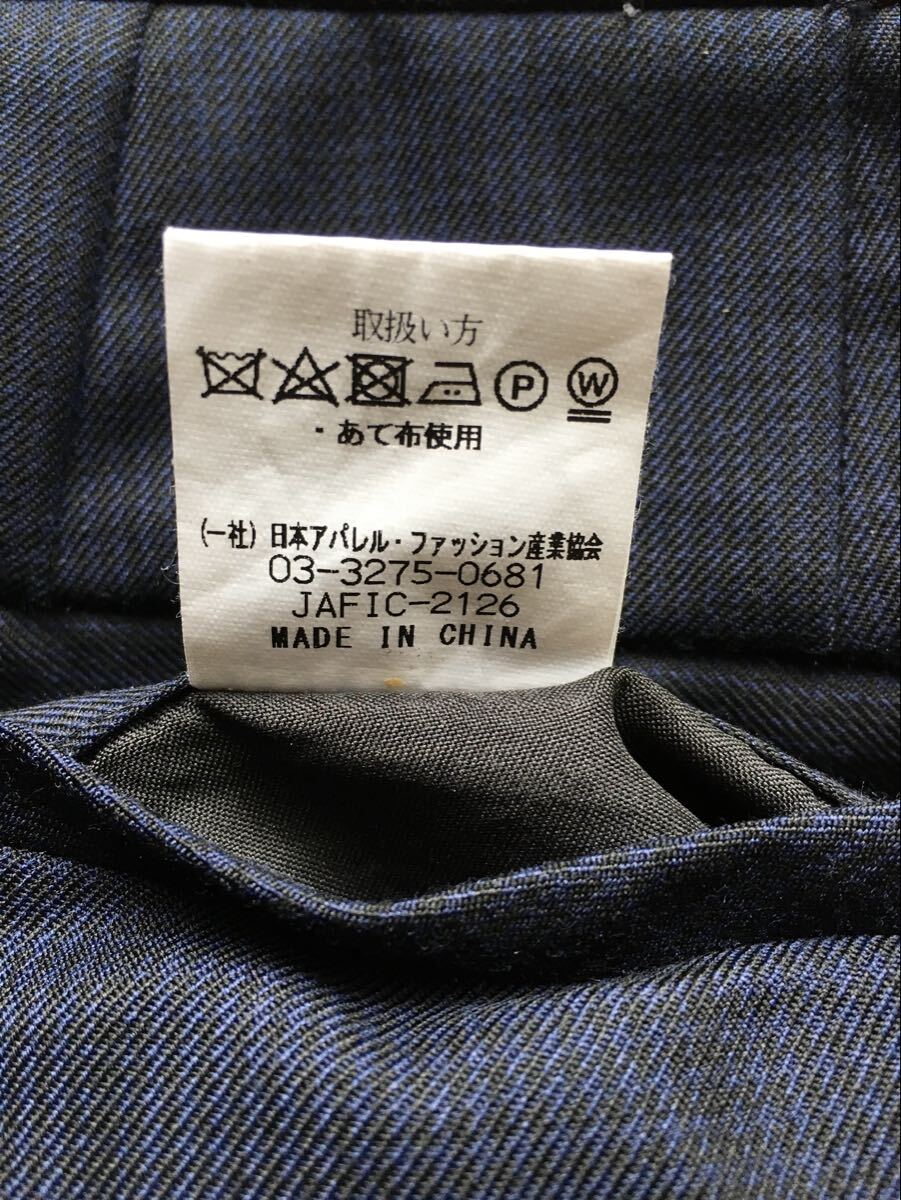 取扱い方
P W
・あて布使用
(一社) 日本アパレル・ファッション産業協会
03-3275-0681
JAFIC-2126
MADE IN CHINA